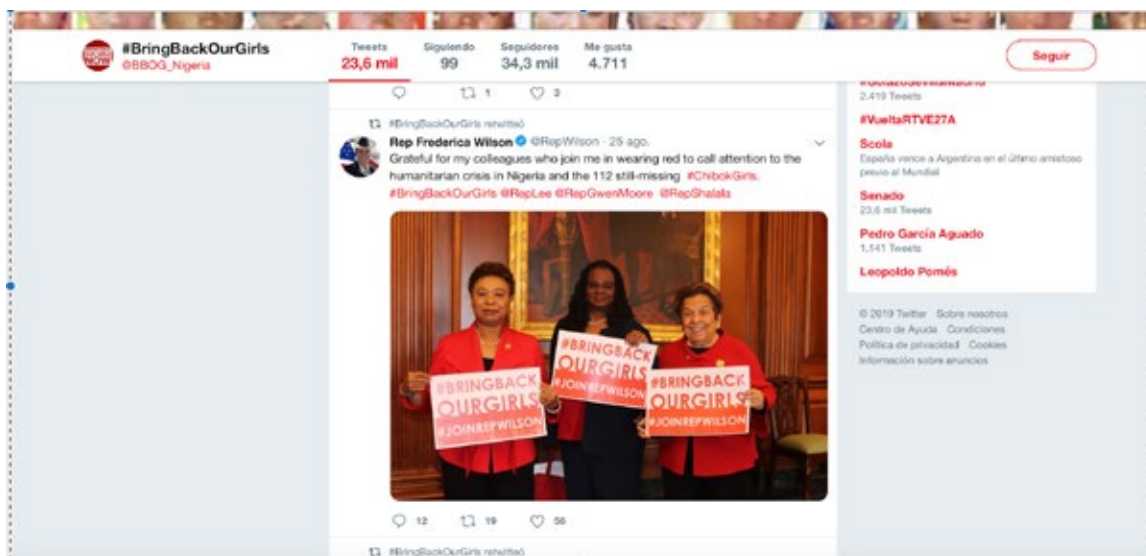 #BringBackOurGirls
@BBOG_Nigeria
Tweets
23,6 mil
Siguiendo
99
Seguidores
34,3 mil
Me gusta
4.711
Seguir
1
3
#BringBackOurGirls retwitteó
Rep Frederica Wilson @RepWilson · 28 ago.
Grateful for my colleagues who join me in wearing red to call attention to the
humanitarian crisis in Nigeria and the 112 still-missing #ChibokGirls.
#BringBackOurGirls @RepLee @RepGwenMoore @RepShalala
#BRINGBACK
OURGIRLS
#JOINREPWILSON
#BRINGBACK
OURGIRLS
#JOINREPWILSON
#BRINGBACK
OURGIRLS
#JOINREPWILSON
12
19
56
#BringBackOurGirls retwitteó
2.419 Tweets
#VueltaRTVE27A
Scola
España vence a Argentina en el último amistoso
previo al Mundial
Senado
23,6 mil Tweets
Pedro García Aguado
1.541 Tweets
Leopoldo Pomés
© 2019 Twitter Sobre nosotros
Centro de Ayuda Condiciones
Política de privacidad Cookies
Información sobre anuncios